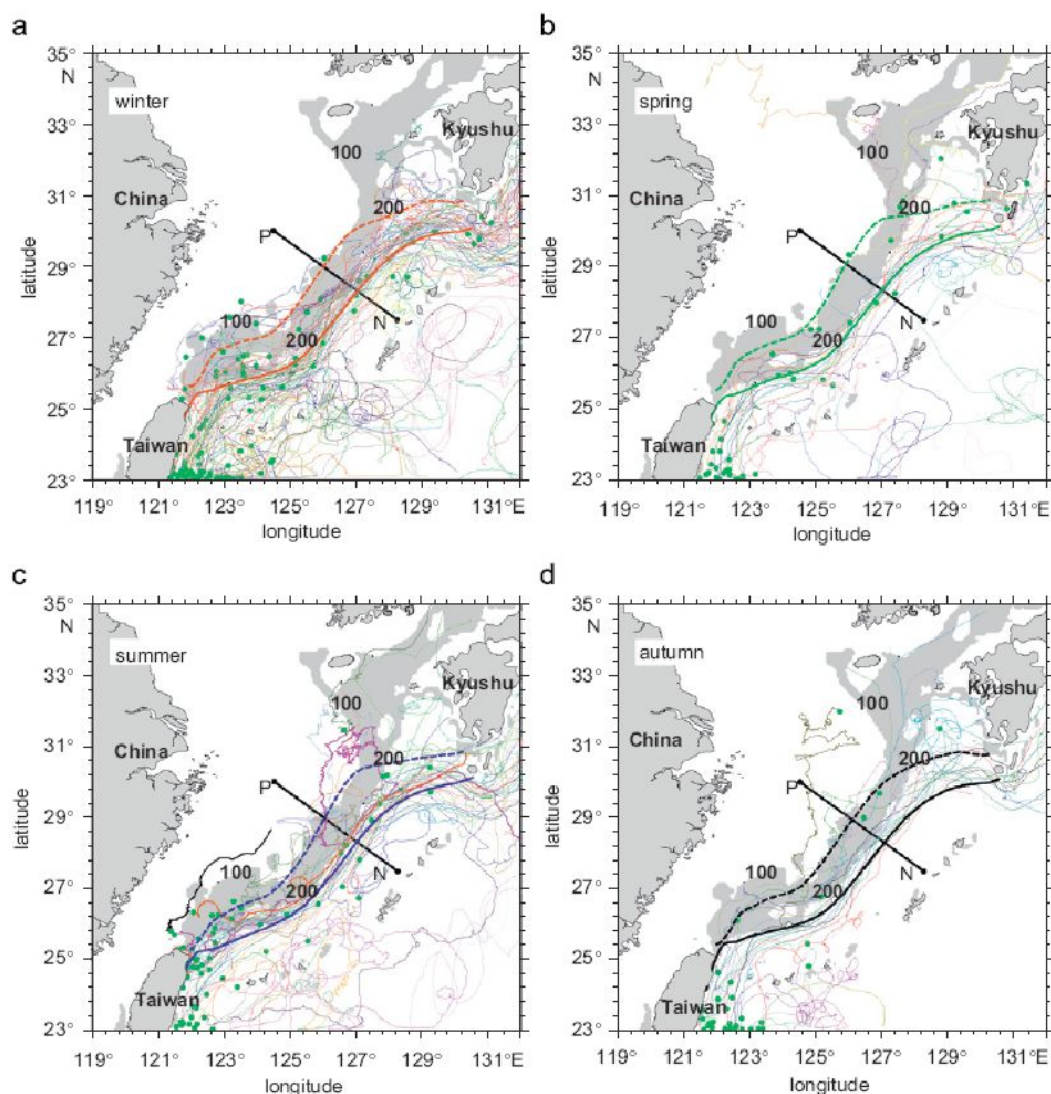 a
35°
N
winter
33°
Kyushu
100
31°
China
200
P
29°
latitude
N
27°
100
200
25°
Taiwan
23°
119° 121° 123° 125° 127° 129° 131°E
longitude
b
35°
N
spring
33°
Kyushu
100
31°
China
200
P
29°
latitude
N
27°
100
200
25°
Taiwan
23°
119° 121° 123° 125° 127° 129° 131°E
longitude
c
35°
N
summer
33°
Kyushu
100
31°
China
200
P
29°
latitude
N
27°
100
200
25°
Taiwan
23°
119° 121° 123° 125° 127° 129° 131°E
longitude
d
35°
N
autumn
33°
Kyushu
100
31°
China
200
P
29°
latitude
N
27°
100
200
25°
Taiwan
23°
119° 121° 123° 125° 127° 129° 131°E
longitude